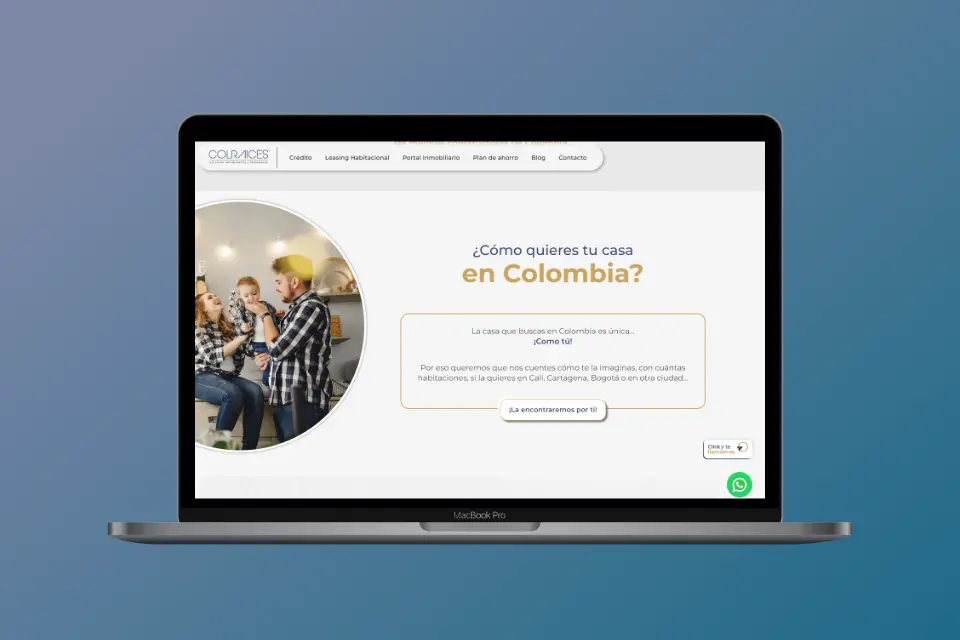 COLRAICES
Crédito
Leasing Habitacional
Portal Inmobiliario
Plan de ahorro
Blog
Contacto
¿Cómo quieres tu casa
en Colombia?
La casa que buscas en Colombia es única...
¡Como tú!
Por eso queremos que nos cuentes cómo te la imaginas, con cuántas
habitaciones, si la quieres en Cali, Cartagena, Bogotá o en otra ciudad...
¡La encontraremos por ti!
Click y te
llamamos
MacBook Pro